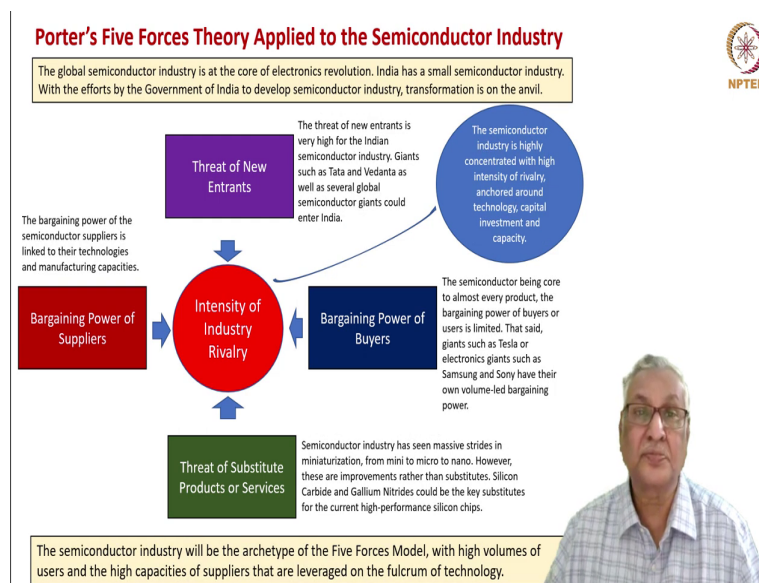 Porter's Five Forces Theory Applied to the Semiconductor Industry
The global semiconductor industry is at the core of electronics revolution. India has a small semiconductor industry.
With the efforts by the Government of India to develop semiconductor industry, transformation is on the anvil.
NPTEL
Threat of New
Entrants
The threat of new entrants is
very high for the Indian
semiconductor industry. Giants
such as Tata and Vedanta as
well as several global
semiconductor giants could
enter India.
The semiconductor
industry is highly
concentrated with high
intensity of rivalry,
anchored around
technology, capital
investment and
capacity.
The bargaining power of the
semiconductor suppliers is
linked to their technologies
and manufacturing capacities.
Bargaining Power of
Suppliers
Intensity of
Industry
Rivalry
Bargaining Power of
Buyers
The semiconductor being core
to almost every product, the
bargaining power of buyers or
users is limited. That said,
giants such as Tesla or
electronics giants such as
Samsung and Sony have their
own volume-led bargaining
power.
Threat of Substitute
Products or Services
Semiconductor industry has seen massive strides in
miniaturization, from mini to micro to nano. However,
these are improvements rather than substitutes. Silicon
Carbide and Gallium Nitrides could be the key substitutes
for the current high-performance silicon chips.
The semiconductor industry will be the archetype of the Five Forces Model, with high volumes of
users and the high capacities of suppliers that are leveraged on the fulcrum of technology.